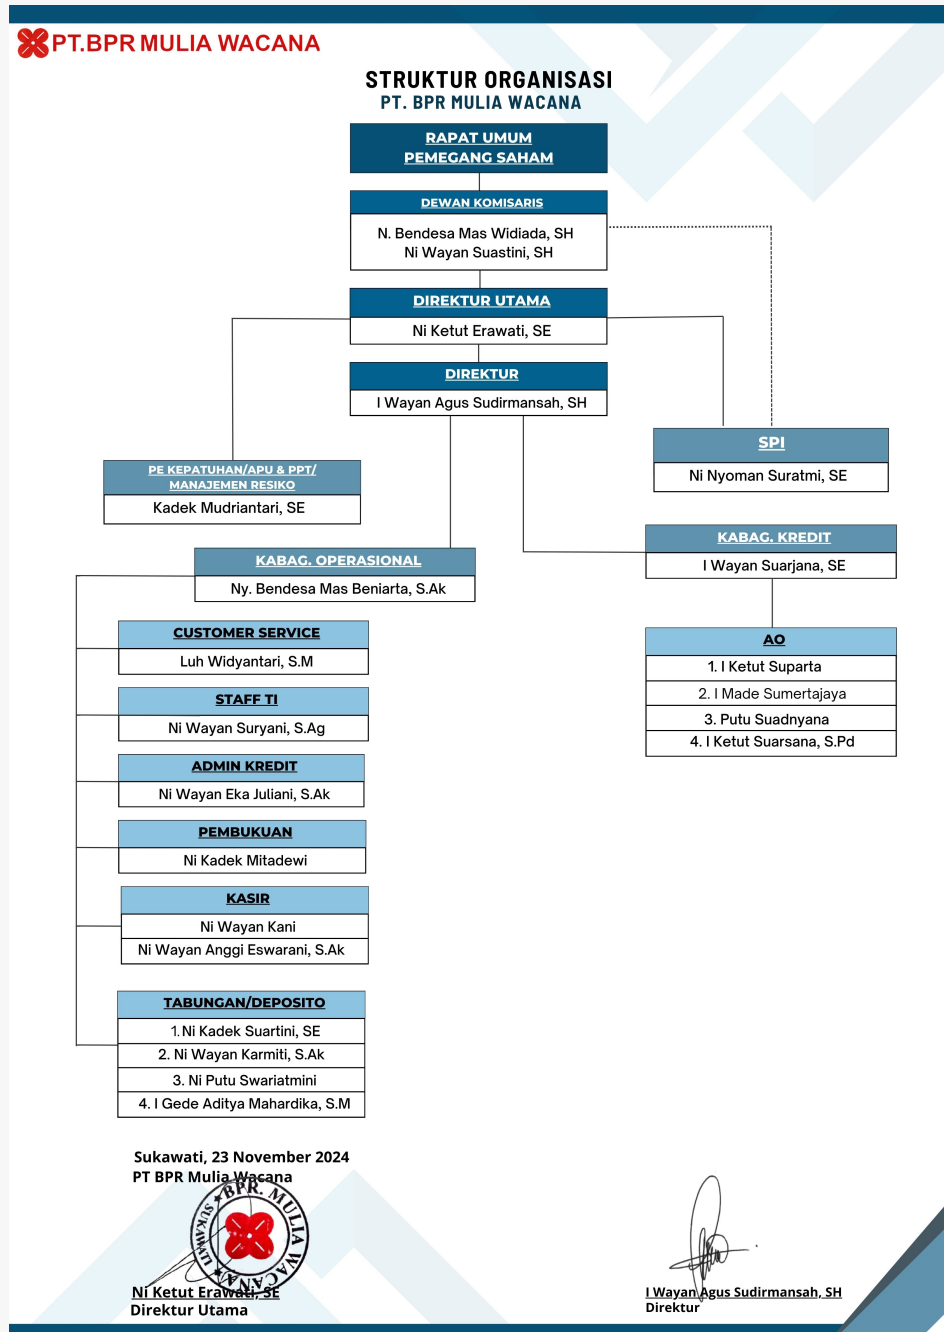 PT.BPR MULIA WACANA
STRUKTUR ORGANISASI
PT. BPR MULIA WACANA
RAPAT UMUM
PEMEGANG SAHAM
DEWAN KOMISARIS
N. Bendesa Mas Widiada, SH
Ni Wayan Suastini, SH
DIREKTUR UTAMA
Ni Ketut Erawati, SE
DIREKTUR
I Wayan Agus Sudirmansah, SH
SPI
Ni Nyoman Suratmi, SE
PE KEPATUHAN/APU & PPT/
MANAJEMEN RESIKO
Kadek Mudriantari, SE
KABAG. KREDIT
I Wayan Suarjana, SE
KABAG. OPERASIONAL
Ny. Bendesa Mas Beniarta, S.Ak
CUSTOMER SERVICE
Luh Widyantari, S.M
STAFF TI
Ni Wayan Suryani, S.Ag
ADMIN KREDIT
Ni Wayan Eka Juliani, S.Ak
PEMBUKUAN
Ni Kadek Mitadewi
KASIR
Ni Wayan Kani
Ni Wayan Anggi Eswarani, S.Ak
TABUNGAN/DEPOSITO
1. Ni Kadek Suartini, SE
2. Ni Wayan Karmiti, S.Ak
3. Ni Putu Swariatmini
4. I Gede Aditya Mahardika, S.M
AO
1. I Ketut Suparta
2. I Made Sumertajaya
3. Putu Suadnyana
4. I Ketut Suarsana, S.Pd
Sukawati, 23 November 2024
PT BPR Mulia Wacana
BPR. MULIA WACANA
SUKAWATI
Ni Ketut Erawati, SE
Direktur Utama
I Wayan Agus Sudirmansah, SH
Direktur